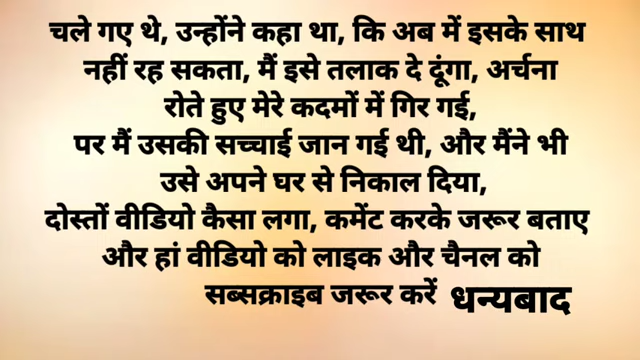 चले गए थे, उन्होंने कहा था, कि अब में इसके साथ
नहीं रह सकता, मैं इसे तलाक दे दूंगा, अर्चना
रोते हुए मेरे कदमों में गिर गई,
पर मैं उसकी सच्चाई जान गई थी, और मैंने भी
उसे अपने घर से निकाल दिया,
दोस्तों वीडियो कैसा लगा, कमेंट करके जरूर बताए
और हां वीडियो को लाइक और चैनल को
सब्सक्राइब जरूर करें धन्यबाद